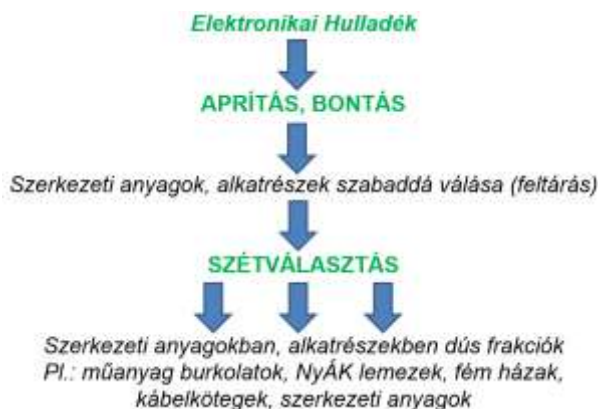 Elektronikai Hulladék
APRÍTÁS, BONTÁS
Szerkezeti anyagok, alkatrészek szabaddá válása (feltárás)
SZÉTVÁLASZTÁS
Szerkezeti anyagokban, alkatrészekben dús frakciók
Pl.: műanyag burkolatok, NyÁK lemezek, fém házak,
kábelkötegek, szerkezeti anyagok